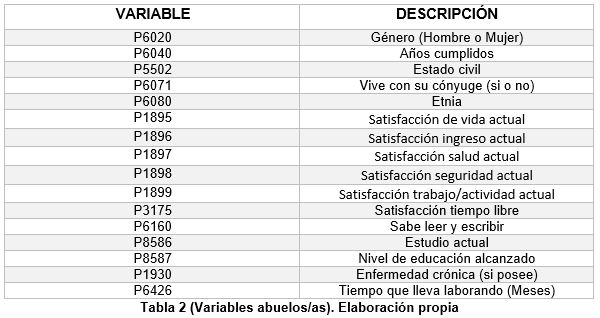 VARIABLE DESCRIPCIÓN
P6020 Género (Hombre o Mujer)
P6040 Años cumplidos
P5502 Estado civil
P6071 Vive con su cónyuge (si o no)
P6080 Etnia
P1895 Satisfacción de vida actual
P1896 Satisfacción ingreso actual
P1897 Satisfacción salud actual
P1898 Satisfacción seguridad actual
P1899 Satisfacción trabajo/actividad actual
P3175 Satisfacción tiempo libre
P6160 Sabe leer y escribir
P8586 Estudio actual
P8587 Nivel de educación alcanzado
P1930 Enfermedad crónica (si posee)
P6426 Tiempo que lleva laborando (Meses)
Tabla 2 (Variables abuelos/as). Elaboración propia